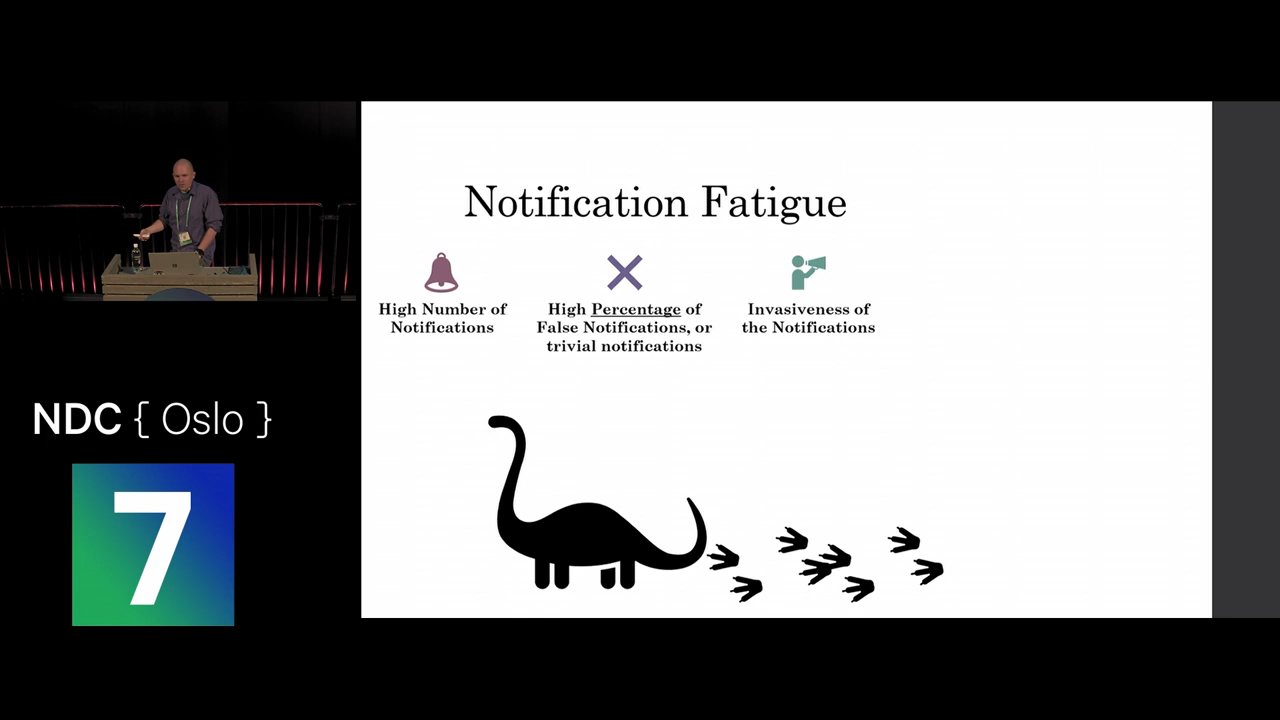 Notification Fatigue
High Number of
Notifications
High Percentage of
False Notifications, or
trivial notifications
Invasiveness of
the Notifications
NDC { Oslo }
7